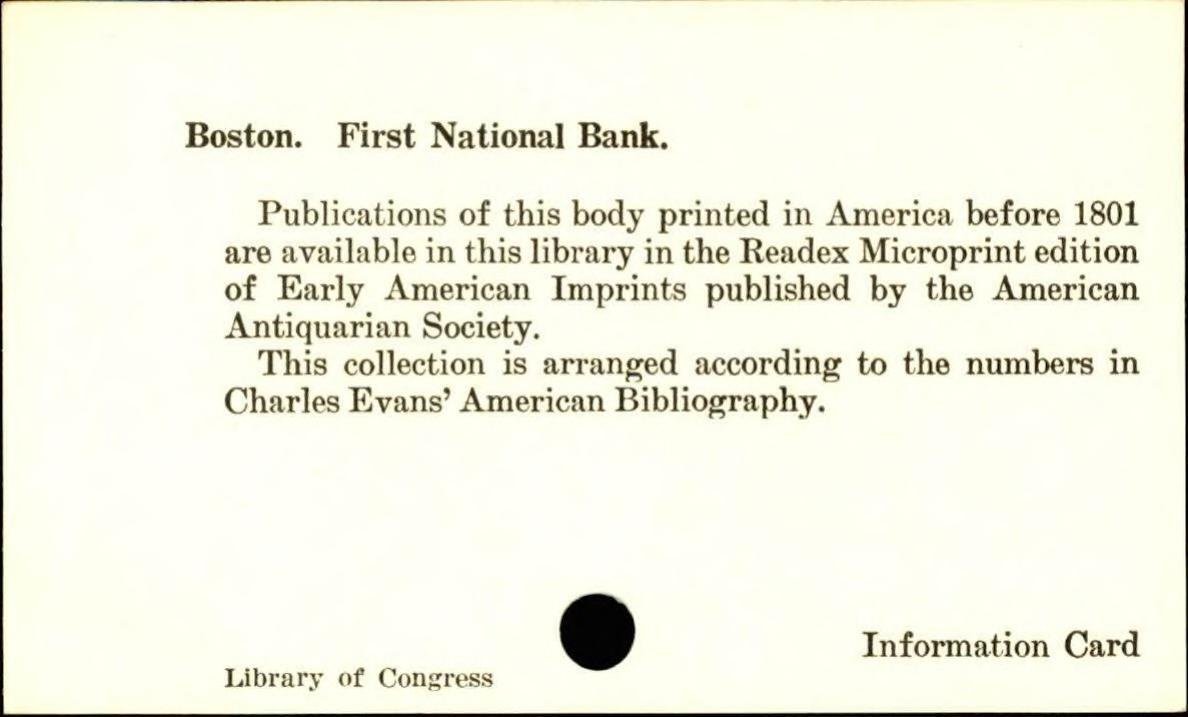 Boston. First National Bank.
Publications of this body printed in America before 1801
are available in this library in the Readex Microprint edition
of Early American Imprints published by the American
Antiquarian Society.
This collection is arranged according to the numbers in
Charles Evans' American Bibliography.
Information Card
Library of Congress